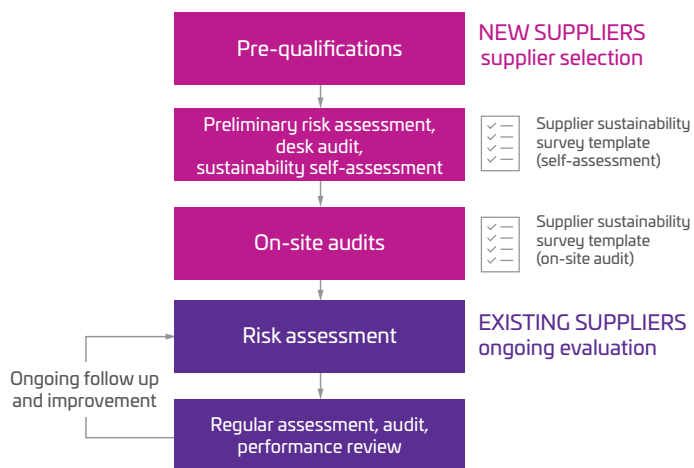 Pre-qualifications
NEW SUPPLIERS
supplier selection
Preliminary risk assessment,
desk audit,
sustainability self-assessment
Supplier sustainability
survey template
(self-assessment)
On-site audits
Supplier sustainability
survey template
(on-site audit)
Risk assessment
EXISTING SUPPLIERS
ongoing evaluation
Ongoing follow up
and improvement
Regular assessment, audit,
performance review